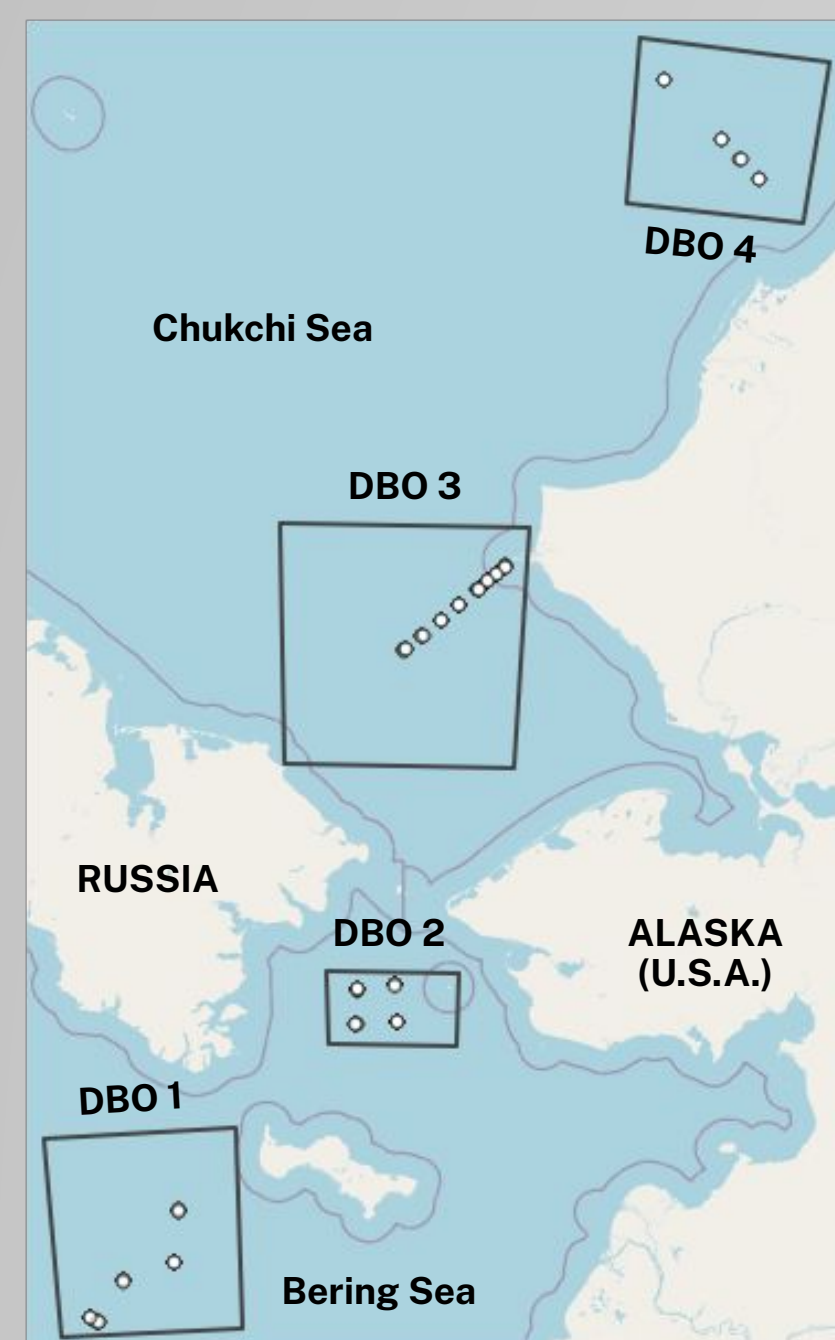 DBO 4
Chukchi Sea
DBO 3
RUSSIA
DBO 2
ALASKA
(U.S.A.)
DBO 1
Bering Sea